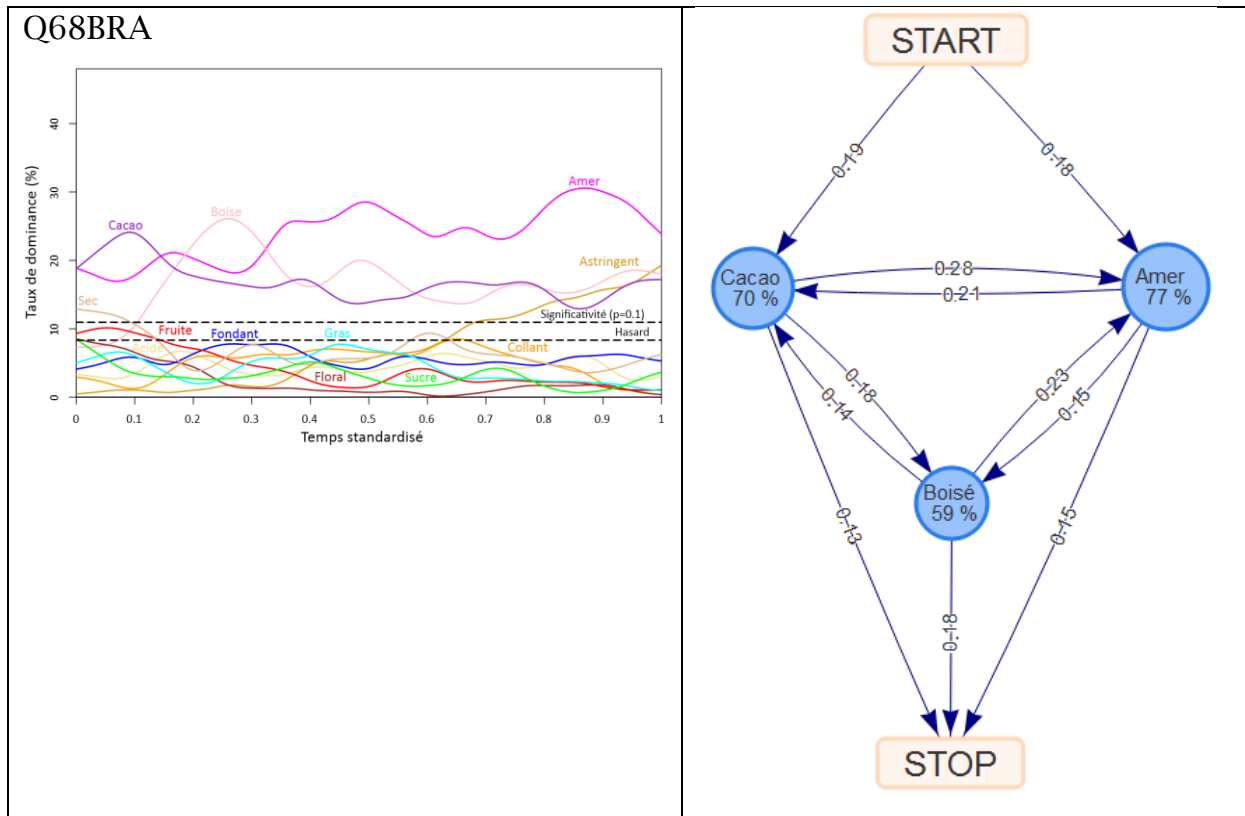 Q68BRA
Taux de dominance (%)
40
30
20
10
0
Amer
Boise
Cacao
Astringent
Sec
Significativité (p=0.1)
Hasard
Fruite
Fondant
Gras
Acide
Collant
Floral
Sucre
0 0.1 0.2 0.3 0.4 0.5 0.6 0.7 0.8 0.9 1
Temps standardisé
START
0.19
0.18
Cacao
70 %
0.28
0.21
Amer
77 %
0.18
0.14
0.23
0.15
Boisé
59 %
0.13
0.18
0.15
STOP